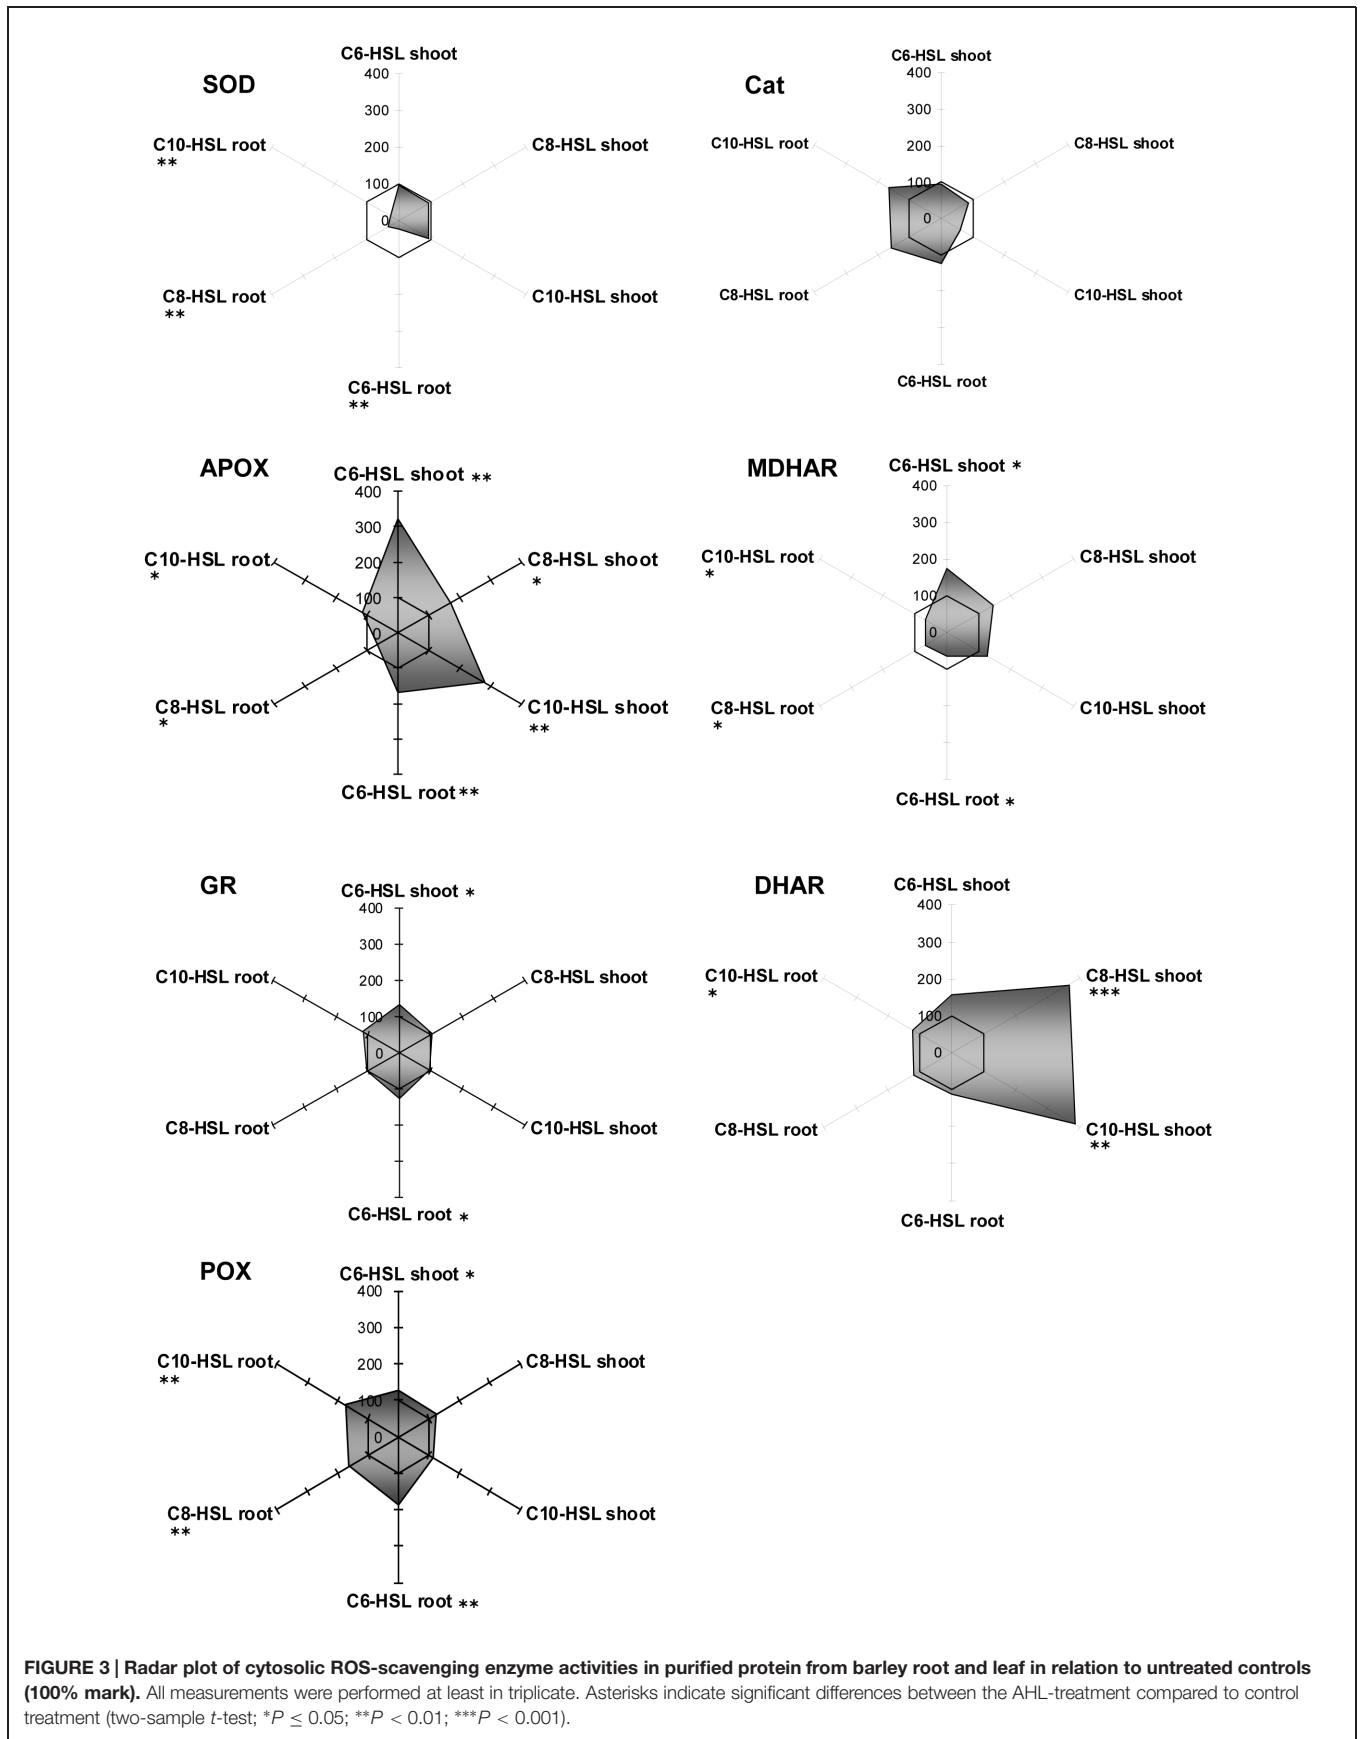 SOD
C6-HSL shoot
400
300
200
100
0
C10-HSL root
**
C8-HSL shoot
C8-HSL root
**
C10-HSL shoot
C6-HSL root
**
Cat
C6-HSL shoot
400
300
200
100
0
C10-HSL root
C8-HSL shoot
C8-HSL root
C10-HSL shoot
C6-HSL root
APOX
C6-HSL shoot **
400
300
200
100
0
C10-HSL root
*
C8-HSL shoot
*
C8-HSL root
*
C10-HSL shoot
**
C6-HSL root **
MDHAR
C6-HSL shoot *
400
300
200
100
0
C10-HSL root
*
C8-HSL shoot
C8-HSL root
*
C10-HSL shoot
C6-HSL root *
GR
C6-HSL shoot *
400
300
200
100
0
C10-HSL root
C8-HSL shoot
C8-HSL root
C10-HSL shoot
C6-HSL root *
DHAR
C6-HSL shoot
400
300
200
100
0
C10-HSL root
*
C8-HSL shoot
***
C8-HSL root
C10-HSL shoot
**
C6-HSL root
POX
C6-HSL shoot *
400
300
200
100
0
C10-HSL root
**
C8-HSL shoot
C8-HSL root
**
C10-HSL shoot
C6-HSL root **
FIGURE 3 | Radar plot of cytosolic ROS-scavenging enzyme activities in purified protein from barley root and leaf in relation to untreated controls
(100% mark). All measurements were performed at least in triplicate. Asterisks indicate significant differences between the AHL-treatment compared to control
treatment (two-sample t-test; *P ≤ 0.05; **P < 0.01; ***P < 0.001).